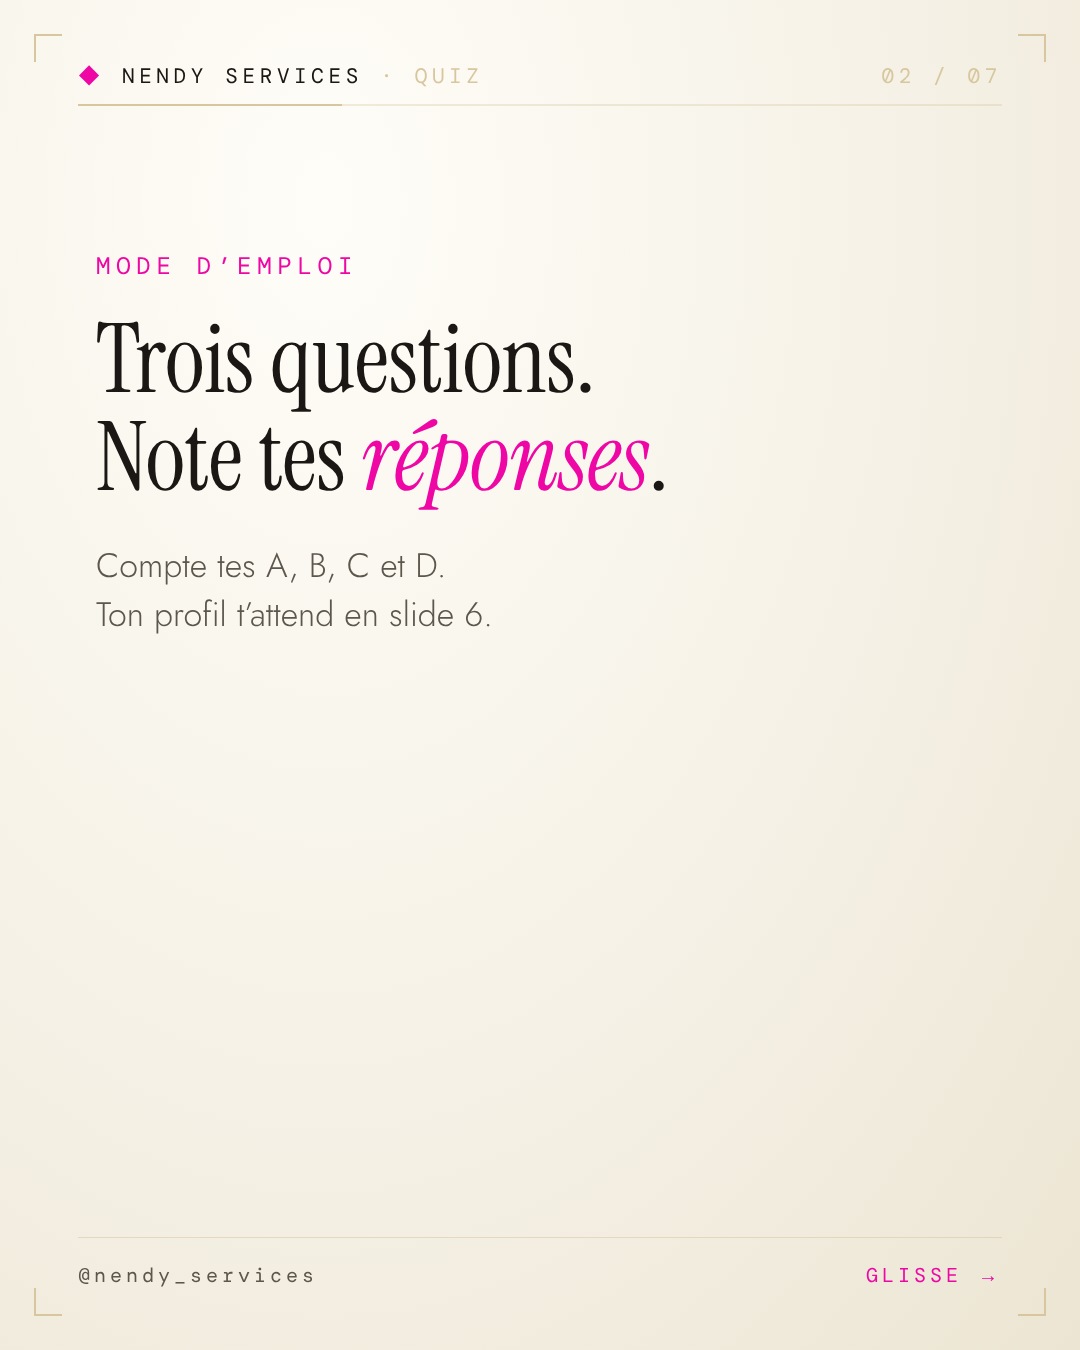 ◆ NENDY SERVICES · QUIZ 02 / 07
MODE D’EMPLOI
Trois questions.
Note tes réponses.
Compte tes A, B, C et D.
Ton profil t’attend en slide 6.
@nendy_services GLISSE →